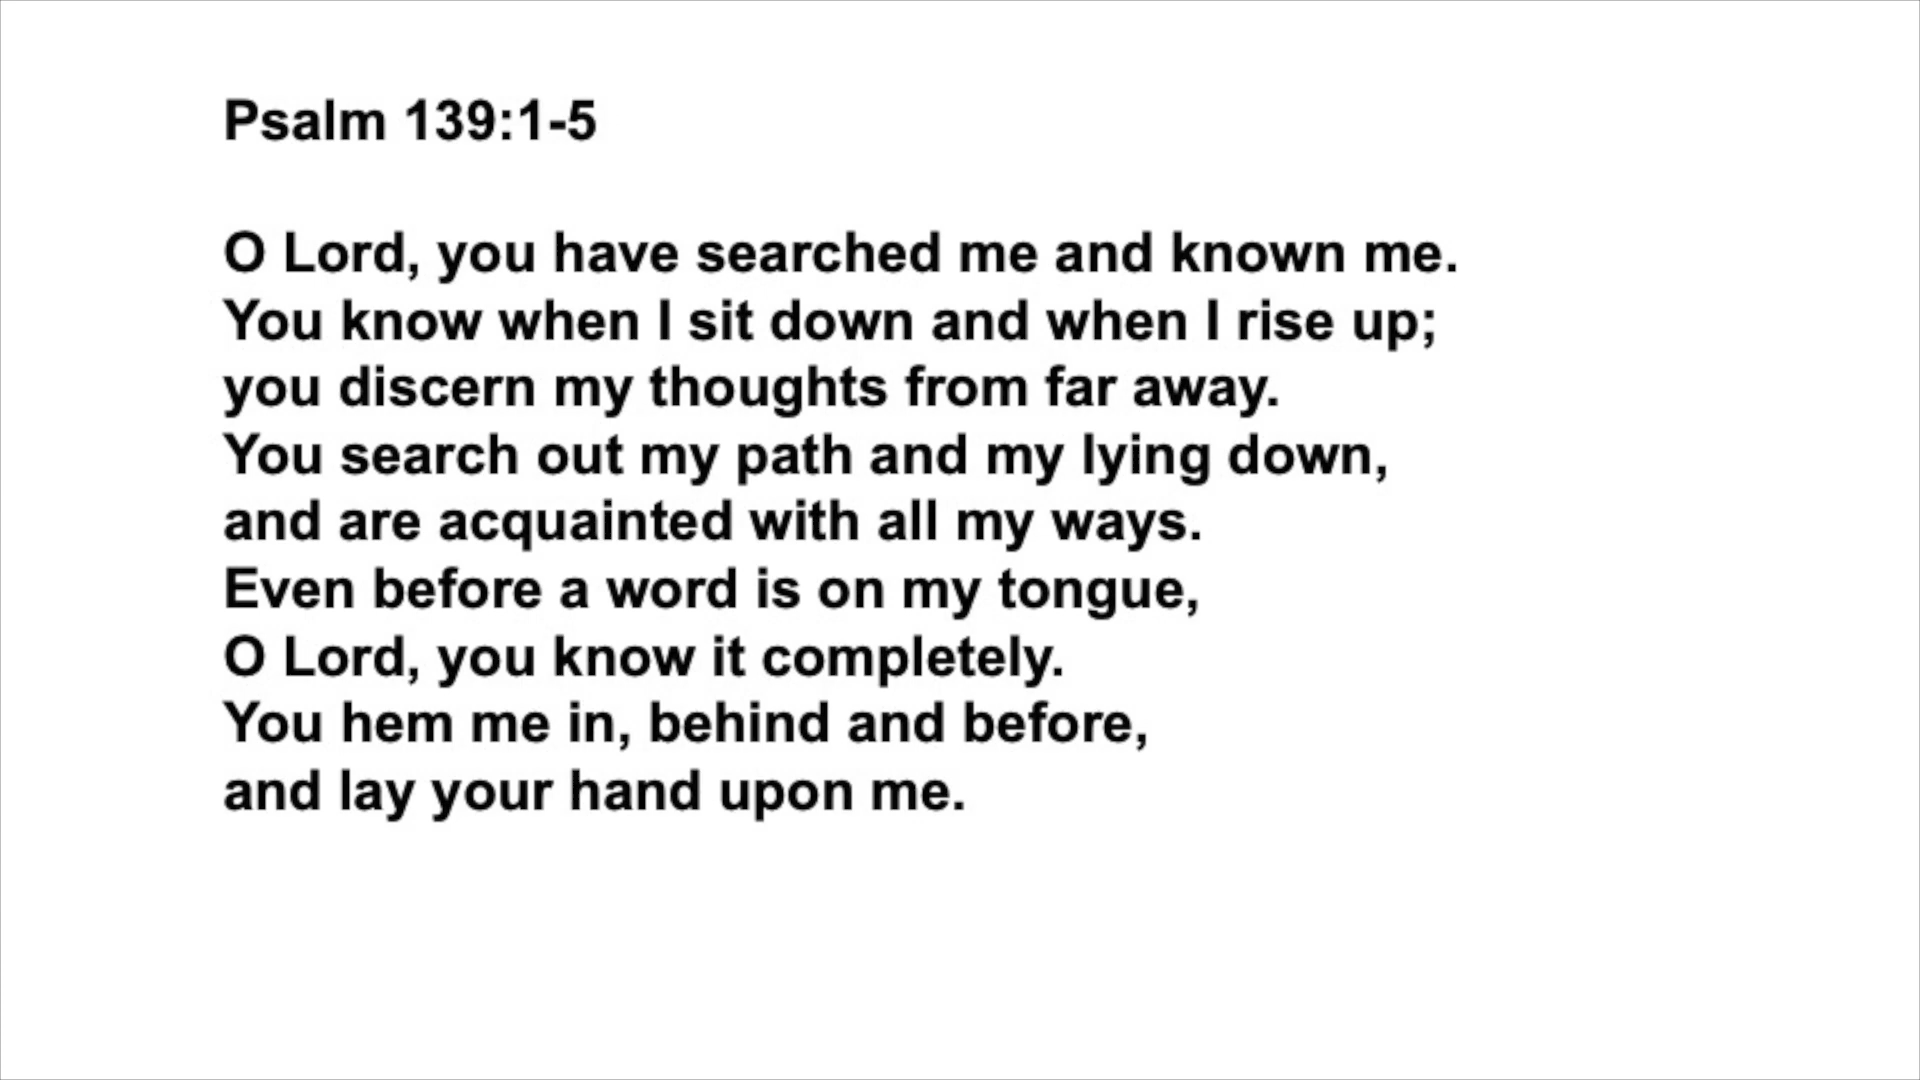 Psalm 139:1-5
O Lord, you have searched me and known me.
You know when I sit down and when I rise up;
you discern my thoughts from far away.
You search out my path and my lying down,
and are acquainted with all my ways.
Even before a word is on my tongue,
O Lord, you know it completely.
You hem me in, behind and before,
and lay your hand upon me.